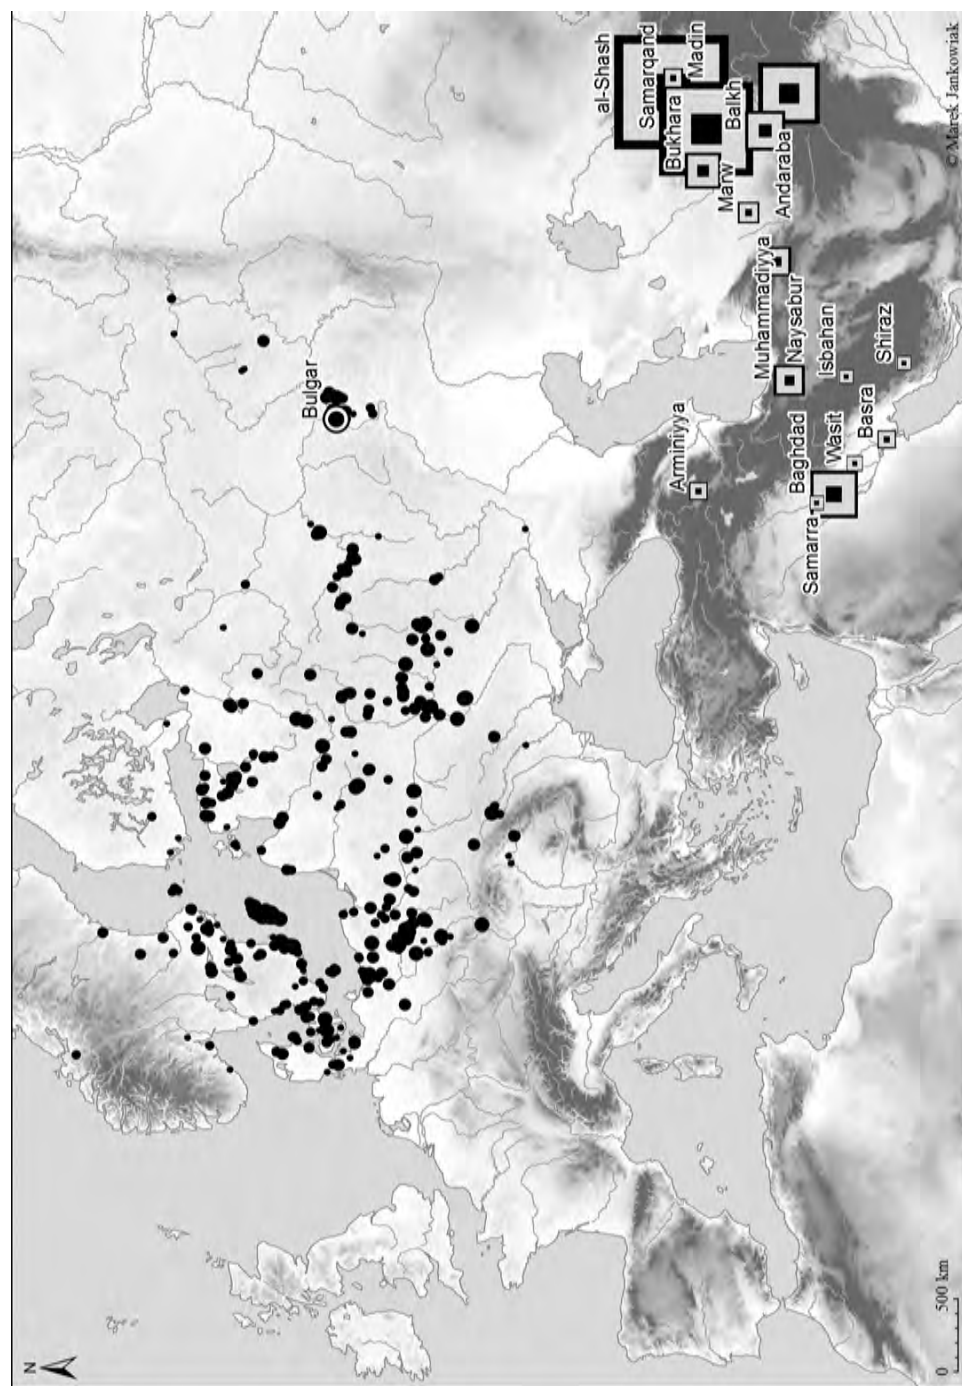 N
Bulgar
al-Shash
Samarqand
Bukhara
Madin
Balkh
Marw
Andaraba
Muhammadiyya
Naysabur
Arminiyya
Isbahan
Shiraz
Baghdad
Wasit
Basra
Samarra
0 500 km
© Marek Jankowiak